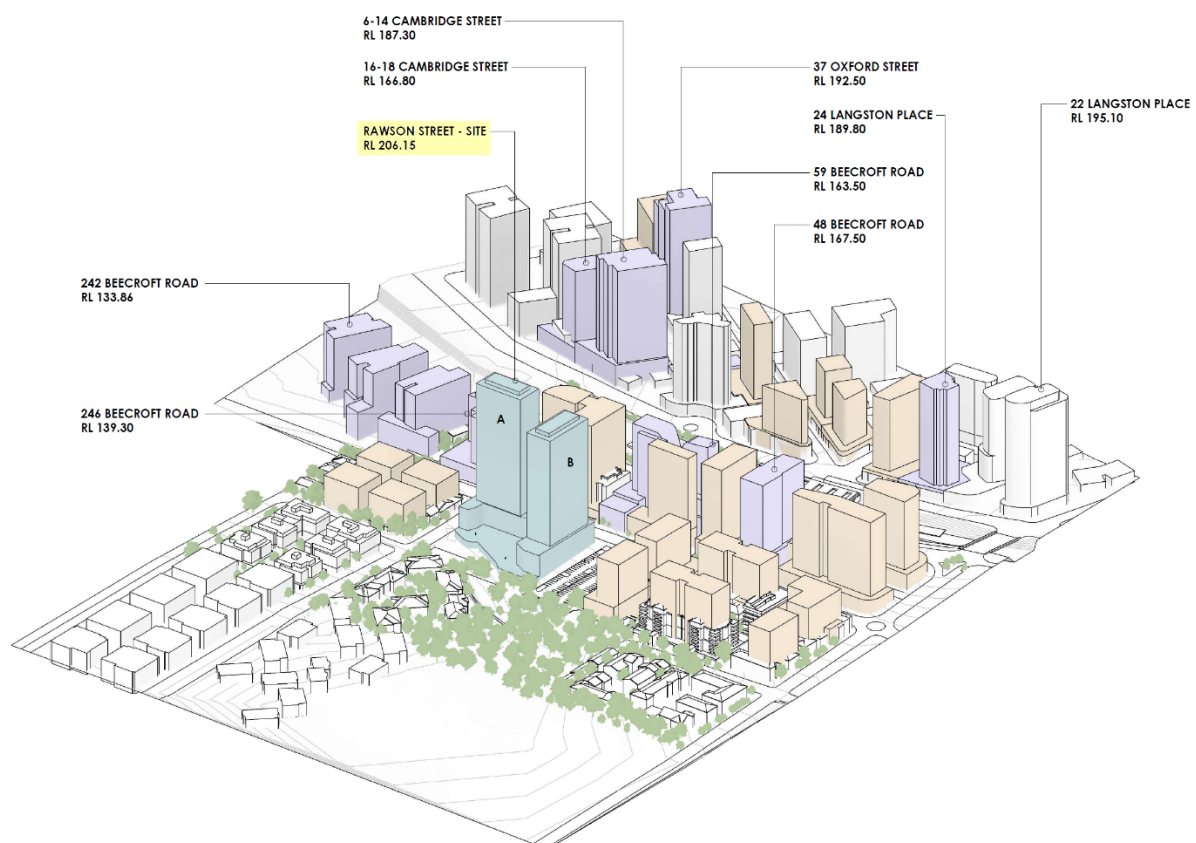 6-14 CAMBRIDGE STREET
RL 187.30
16-18 CAMBRIDGE STREET
RL 166.80
37 OXFORD STREET
RL 192.50
22 LANGSTON PLACE
RL 195.10
24 LANGSTON PLACE
RL 189.80
RAWSON STREET - SITE
RL 206.15
59 BEECROFT ROAD
RL 163.50
48 BEECROFT ROAD
RL 167.50
242 BEECROFT ROAD
RL 133.86
246 BEECROFT ROAD
RL 139.30
A
B